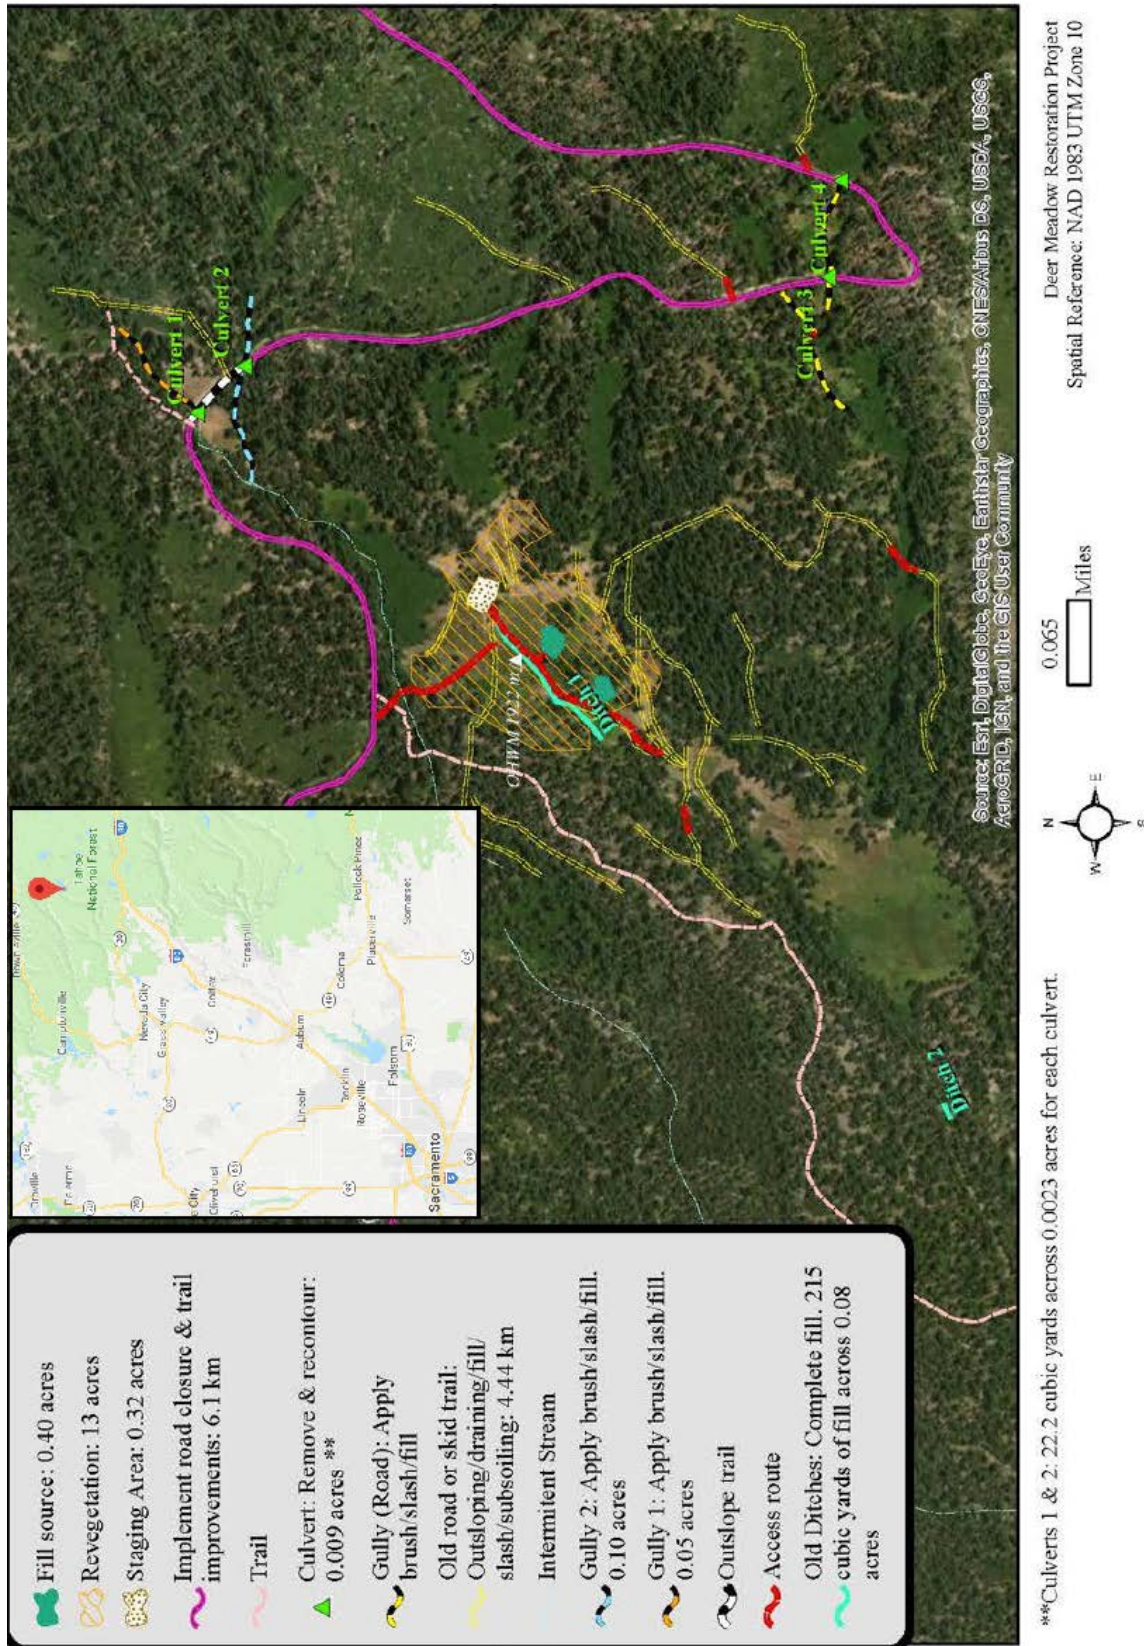 Fill source: 0.40 acres
Revegetation: 13 acres
Staging Area: 0.32 acres
Implement road closure & trail
improvements: 6.1 km
Trail
Culvert: Remove & recontour:
0.009 acres **
Gully (Road): Apply
brush/slash/fill
Old road or skid trail:
Outsloping/draining/fill/
slash/subsoiling: 4.44 km
Intermittent Stream
Gully 2: Apply brush/slash/fill.
0.10 acres
Gully 1: Apply brush/slash/fill.
0.05 acres
Outslope trail
Access route
Old Ditches: Complete fill. 215
cubic yards of fill across 0.08
acres
Camptonville
Tahoe
National Forest
Nevada City
Grass Valley
Colfax
Foresthill
Auburn
Coloma
Placerville
Pollock Pines
Somerset
Lincoln
Rocklin
Roseville
Folsom
Olivehurst
Sacramento
Culvert 1
Culvert 2
Culvert 3
Culvert 4
Ditch 1
Ditch 2
Source: Esri, DigitalGlobe, GeoEye, Earthstar Geographics, CNES/Airbus DS, USDA, USGS,
AeroGRID, IGN, and the GIS User Community
**Culverts 1 & 2: 22.2 cubic yards across 0.0023 acres for each culvert.
N
W
E
S
0.065
Miles
Deer Meadow Restoration Project
Spatial Reference: NAD 1983 UTM Zone 10